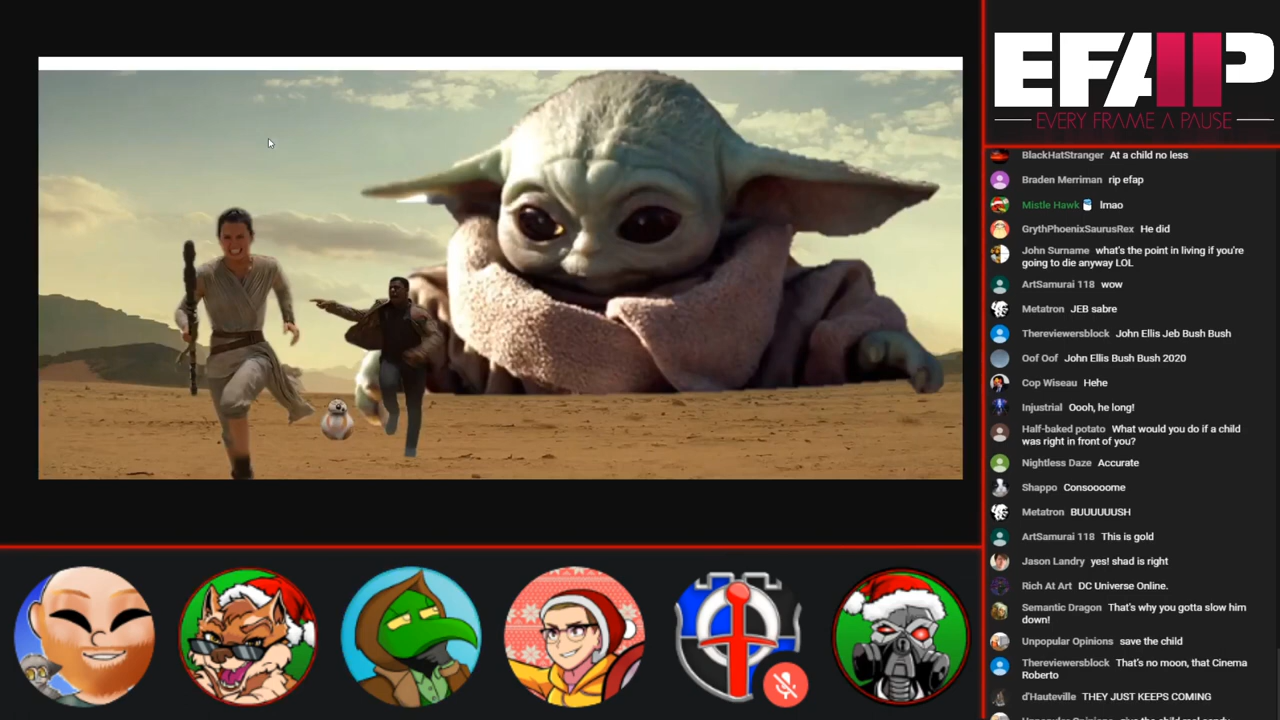 EFAP
EVERY FRAME A PAUSE
BlackHatStranger At a child no less
Braden Merriman rip efap
Mistle Hawk lmao
GrythPhoenixSaurusRex He did
John Surname what's the point in living if you're
going to die anyway LOL
ArtSamurai 118 wow
Metatron JEB sabre
Thereviewersblock John Ellis Jeb Bush Bush
Oof Oof John Ellis Bush Bush 2020
Cop Wiseau Hehe
Injustrial Oooh, he long!
Half-baked potato What would you do if a child
was right in front of you?
Nightless Daze Accurate
Shappo Consoooome
Metatron BUUUUUUSH
ArtSamurai 118 This is gold
Jason Landry yes! shad is right
Rich At Art DC Universe Online.
Semantic Dragon That's why you gotta slow him
down!
Unpopular Opinions save the child
Thereviewersblock That's no moon, that Cinema
Roberto
d'Hauteville THEY JUST KEEPS COMING
Unpopular Opinions